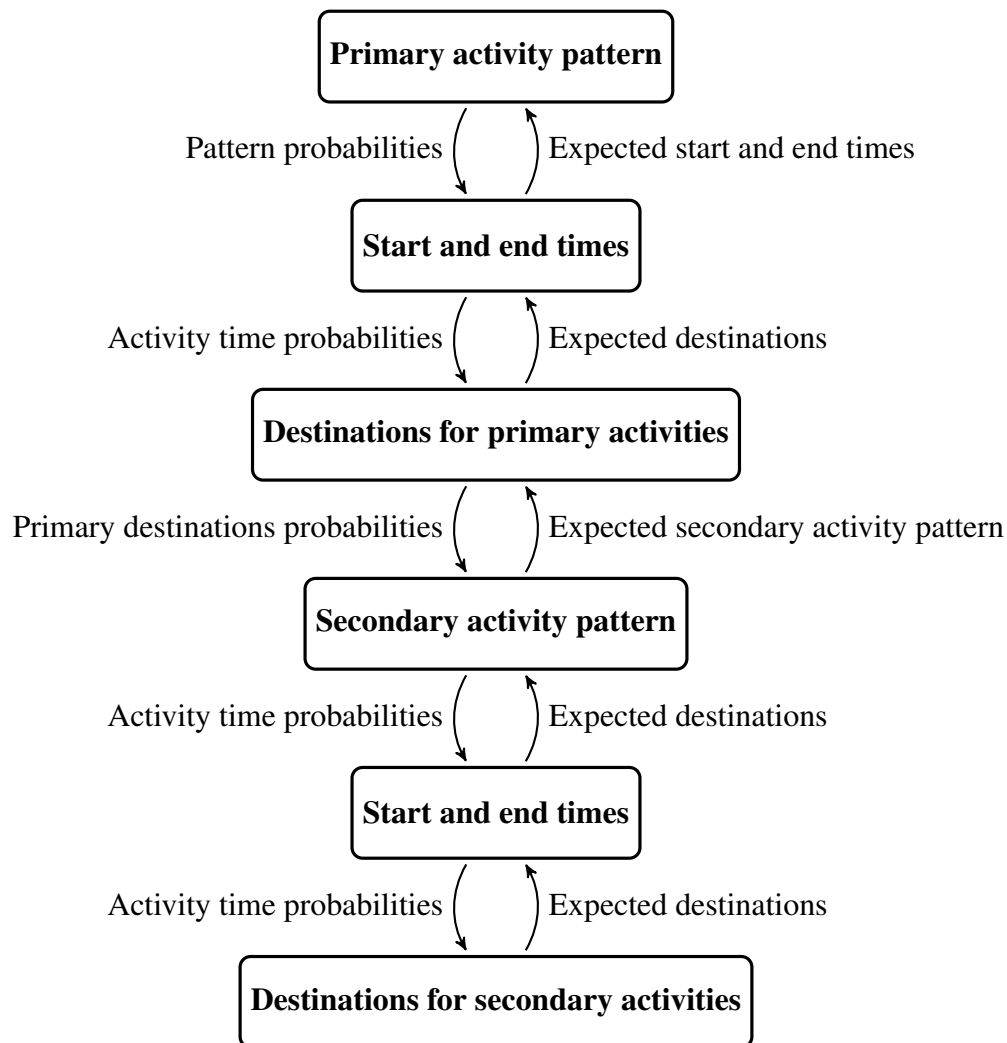 Primary activity pattern
Pattern probabilities
Expected start and end times
Start and end times
Activity time probabilities
Expected destinations
Destinations for primary activities
Primary destinations probabilities
Expected secondary activity pattern
Secondary activity pattern
Activity time probabilities
Expected destinations
Start and end times
Activity time probabilities
Expected destinations
Destinations for secondary activities